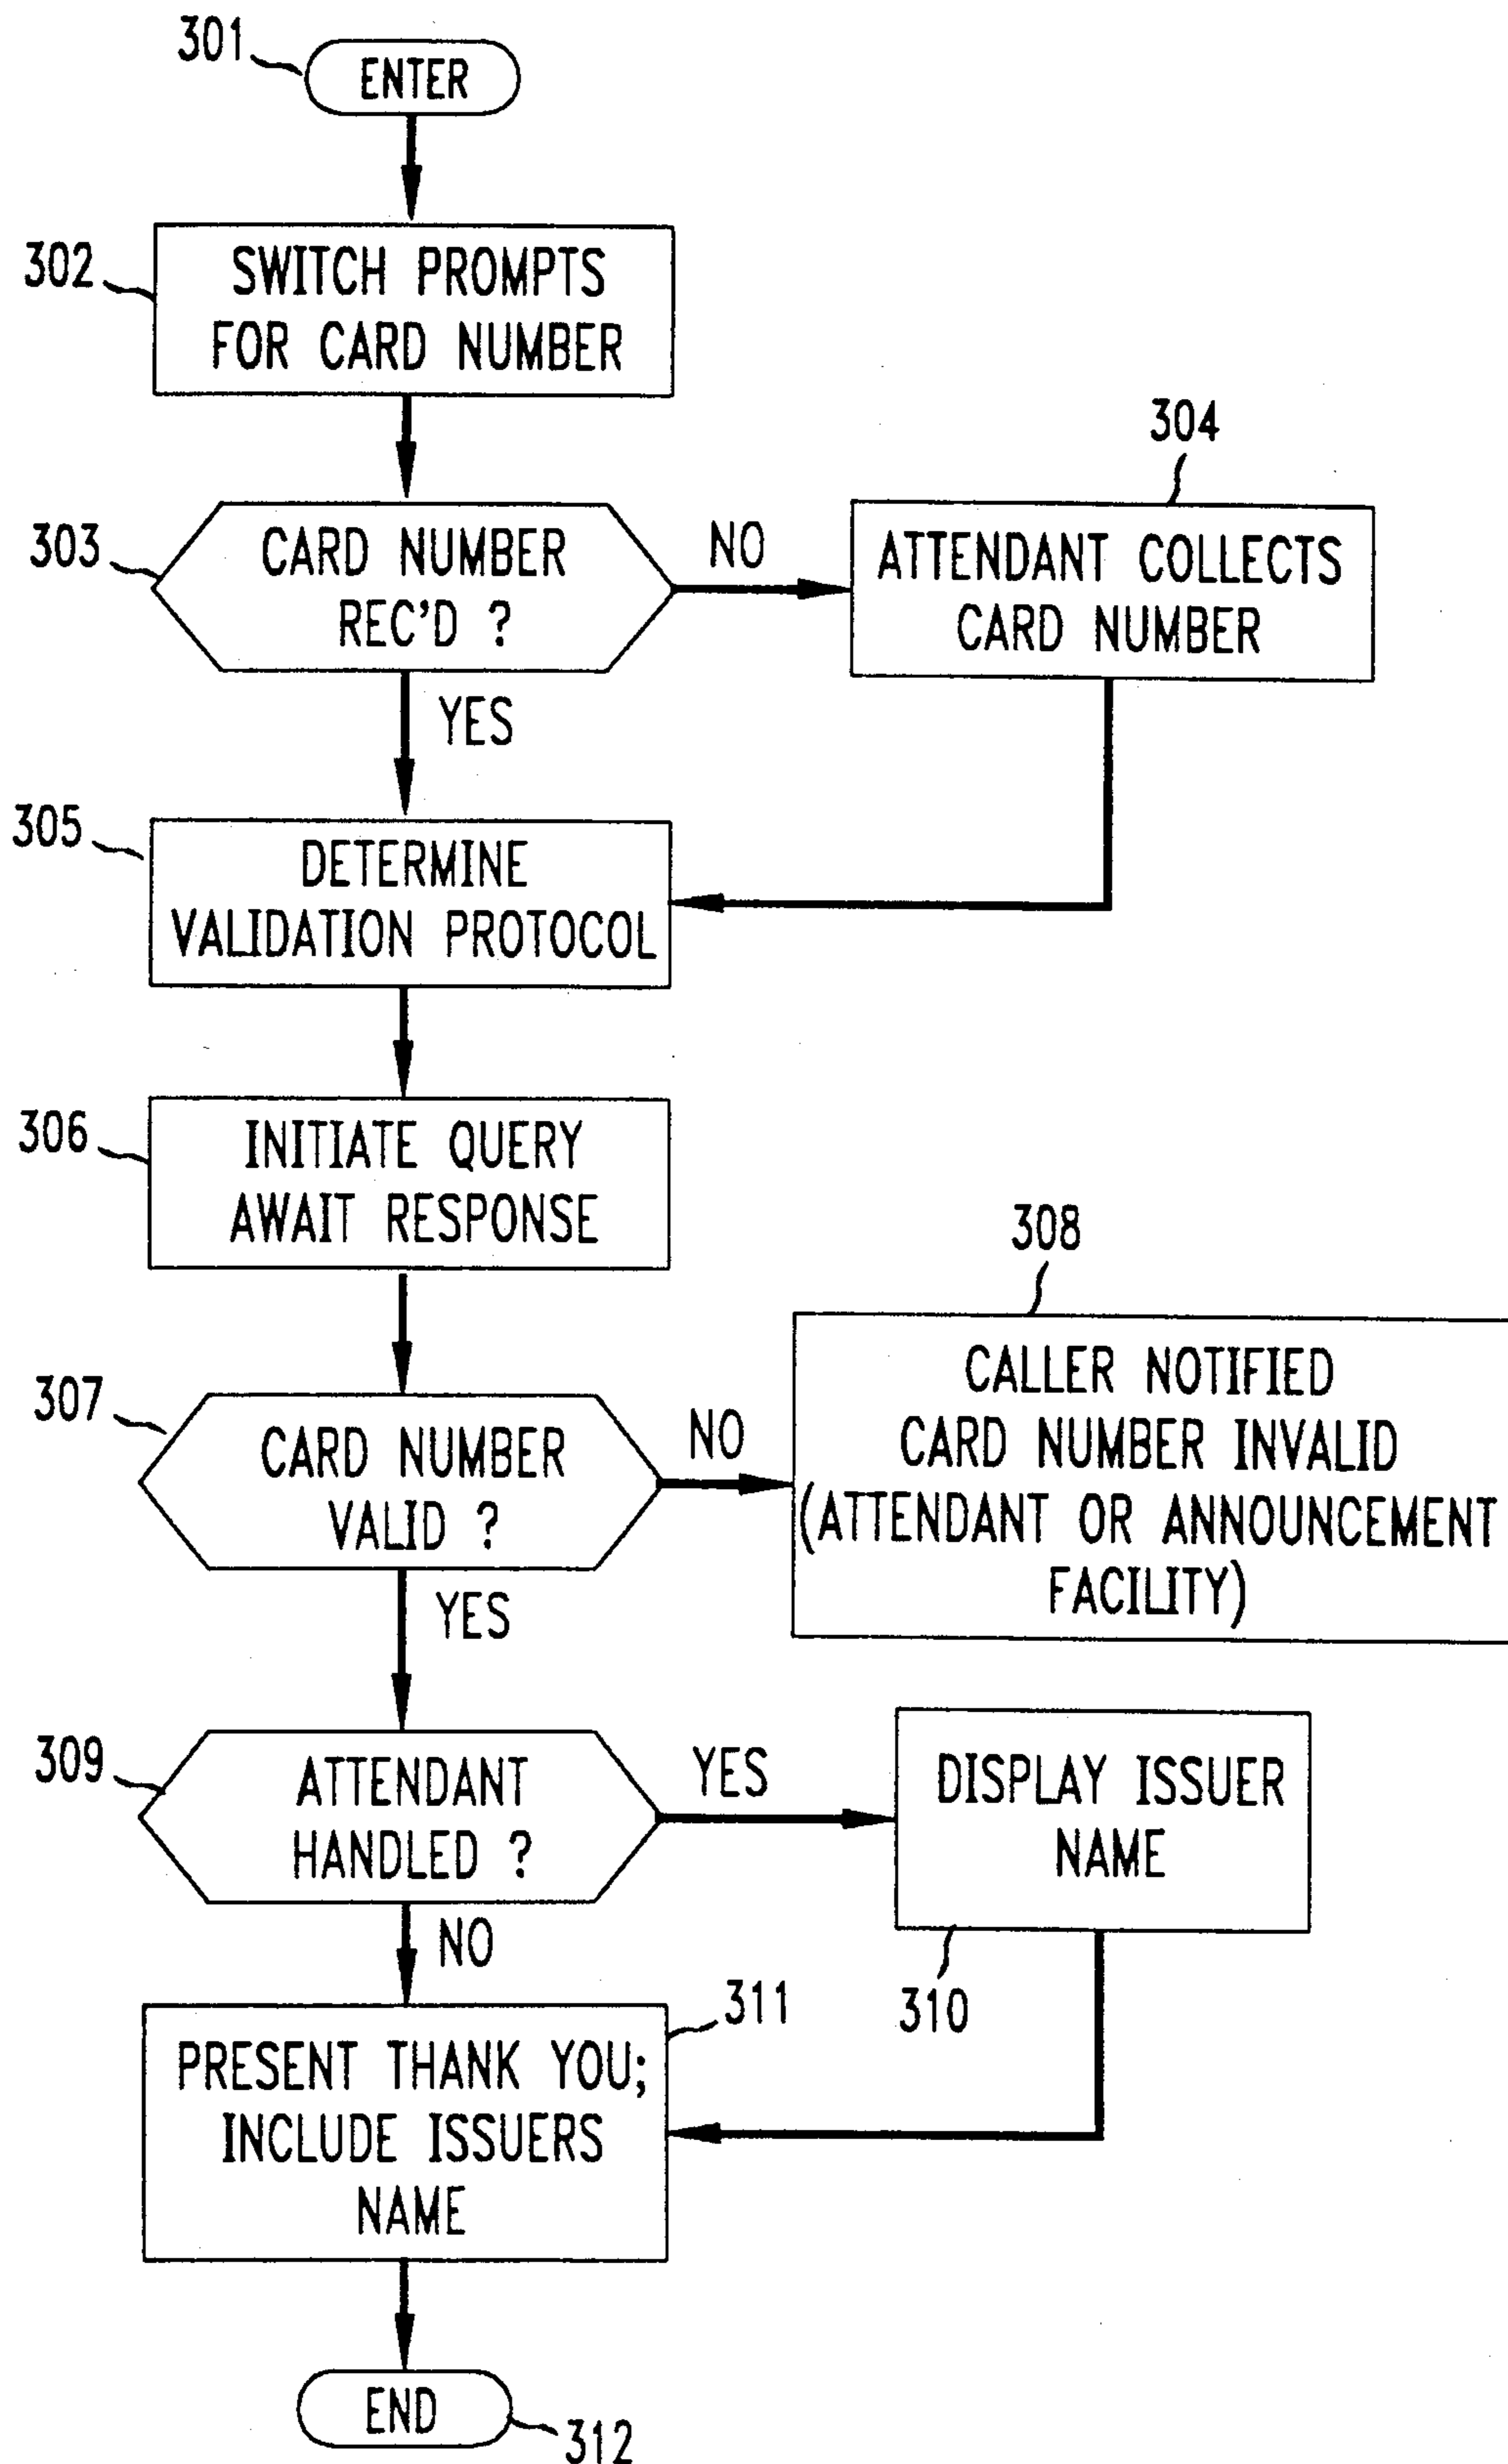 301
ENTER
302
SWITCH PROMPTS
FOR CARD NUMBER
303
CARD NUMBER
REC'D ?
NO
304
ATTENDANT COLLECTS
CARD NUMBER
YES
305
DETERMINE
VALIDATION PROTOCOL
306
INITIATE QUERY
AWAIT RESPONSE
307
CARD NUMBER
VALID ?
NO
308
CALLER NOTIFIED
CARD NUMBER INVALID
(ATTENDANT OR ANNOUNCEMENT
FACILITY)
YES
309
ATTENDANT
HANDLED ?
YES
DISPLAY ISSUER
NAME
310
NO
311
PRESENT THANK YOU;
INCLUDE ISSUERS
NAME
END
312